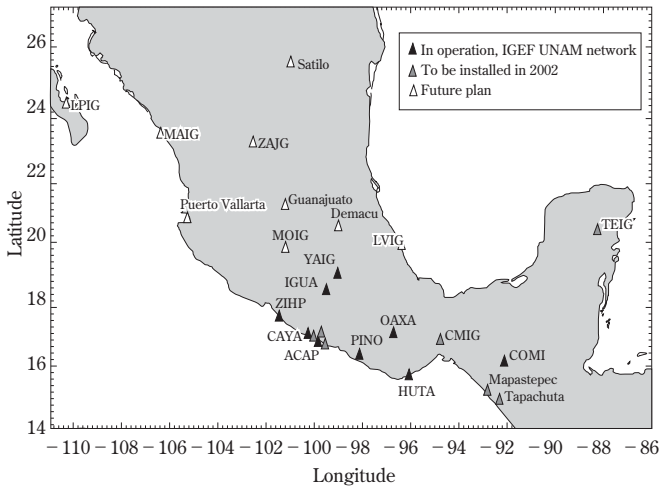 26
24
22
20
18
16
14
Latitude
In operation, IGEF UNAM network
To be installed in 2002
Future plan
Satilo
LPIG
MAIG
ZAJG
Puerto Vallarta
Guanajuato
Demacu
TEIG
MOIG
LVIG
YAIG
IGUA
ZIHP
OAXA
CAYA
PINO
CMIG
ACAP
COMI
Mapastepec
HUTA
Tapachuta
−110 −108 −106 −104 −102 −100 −98 −96 −94 −92 −90 −88 −86
Longitude